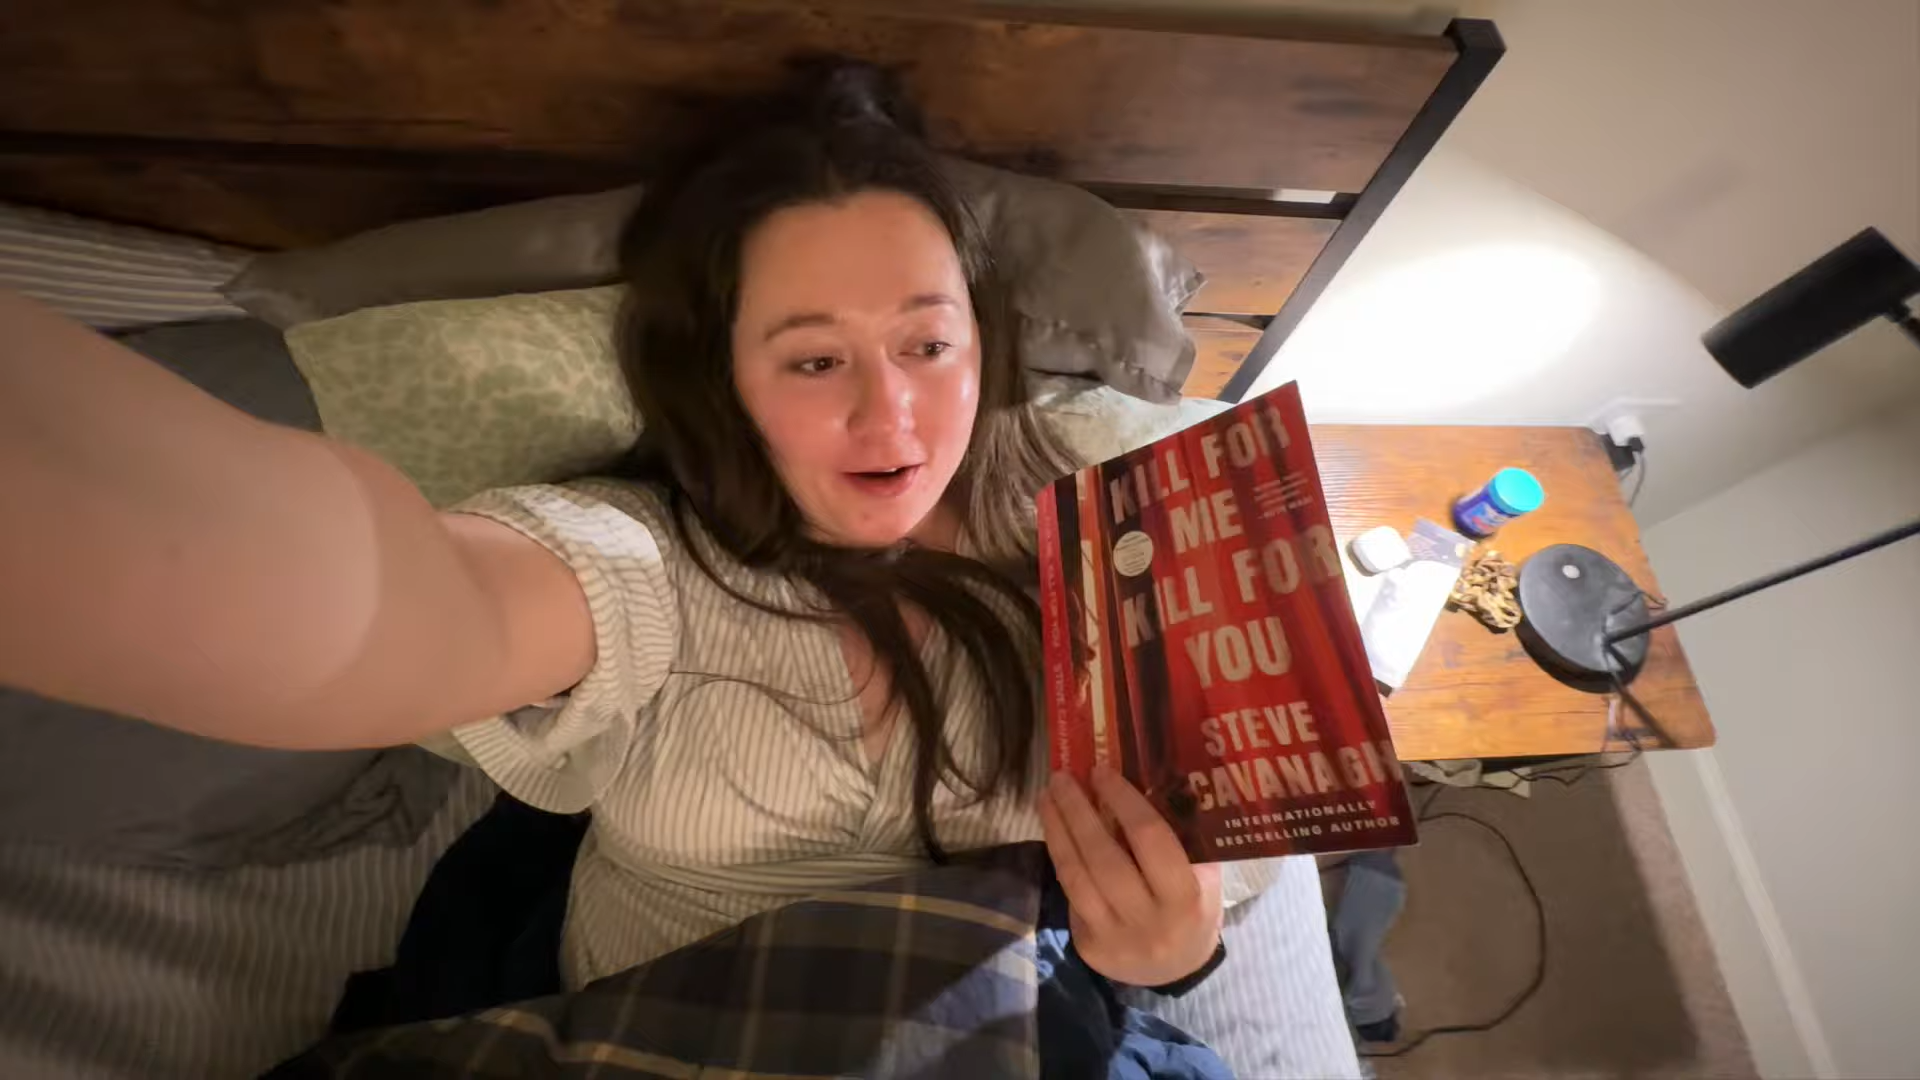 KILL FOR
ME
KILL FOR
YOU
STEVE
CAVANAGH
INTERNATIONALLY
BESTSELLING AUTHOR